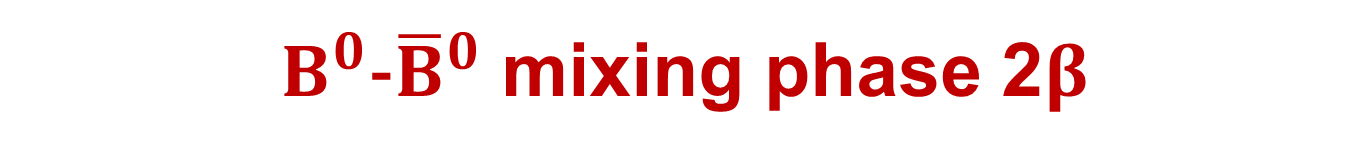 B⁰-B̅⁰ mixing phase 2β